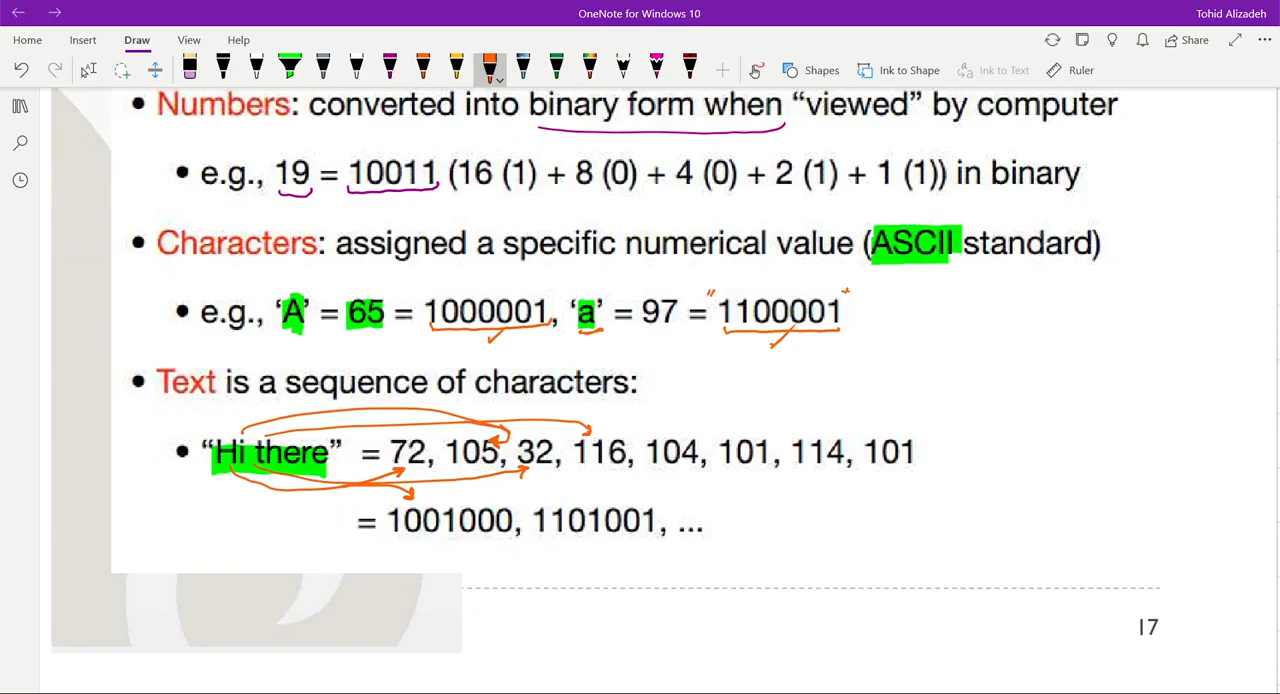 OneNote for Windows 10
Tohid Alizadeh
Home Insert Draw View Help
Share
Shapes Ink to Shape Ink to Text Ruler
• Numbers: converted into binary form when “viewed” by computer
• e.g., 19 = 10011 (16 (1) + 8 (0) + 4 (0) + 2 (1) + 1 (1)) in binary
• Characters: assigned a specific numerical value (ASCII standard)
• e.g., ‘A’ = 65 = 1000001, ‘a’ = 97 = "1100001"
• Text is a sequence of characters:
• “Hi there” = 72, 105, 32, 116, 104, 101, 114, 101
= 1001000, 1101001, ...
17